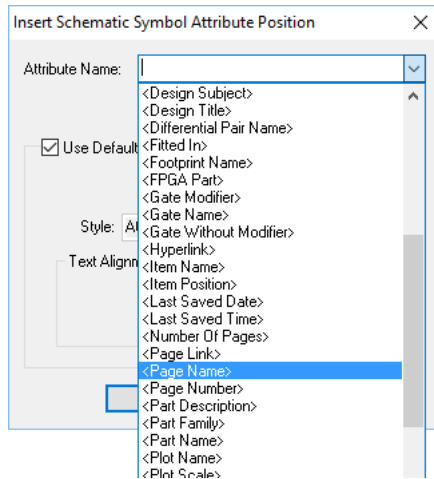 Insert Schematic Symbol Attribute Position
Attribute Name:
<Design Subject>
<Design Title>
<Differential Pair Name>
<Fitted In>
<Footprint Name>
<FPGA Part>
<Gate Modifier>
<Gate Name>
<Gate Without Modifier>
<Hyperlink>
<Item Name>
<Item Position>
<Last Saved Date>
<Last Saved Time>
<Number Of Pages>
<Page Link>
<Page Name>
<Page Number>
<Part Description>
<Part Family>
<Part Name>
<Plot Name>
<Plot Scale>
Use Default
Style:
Text Alignm